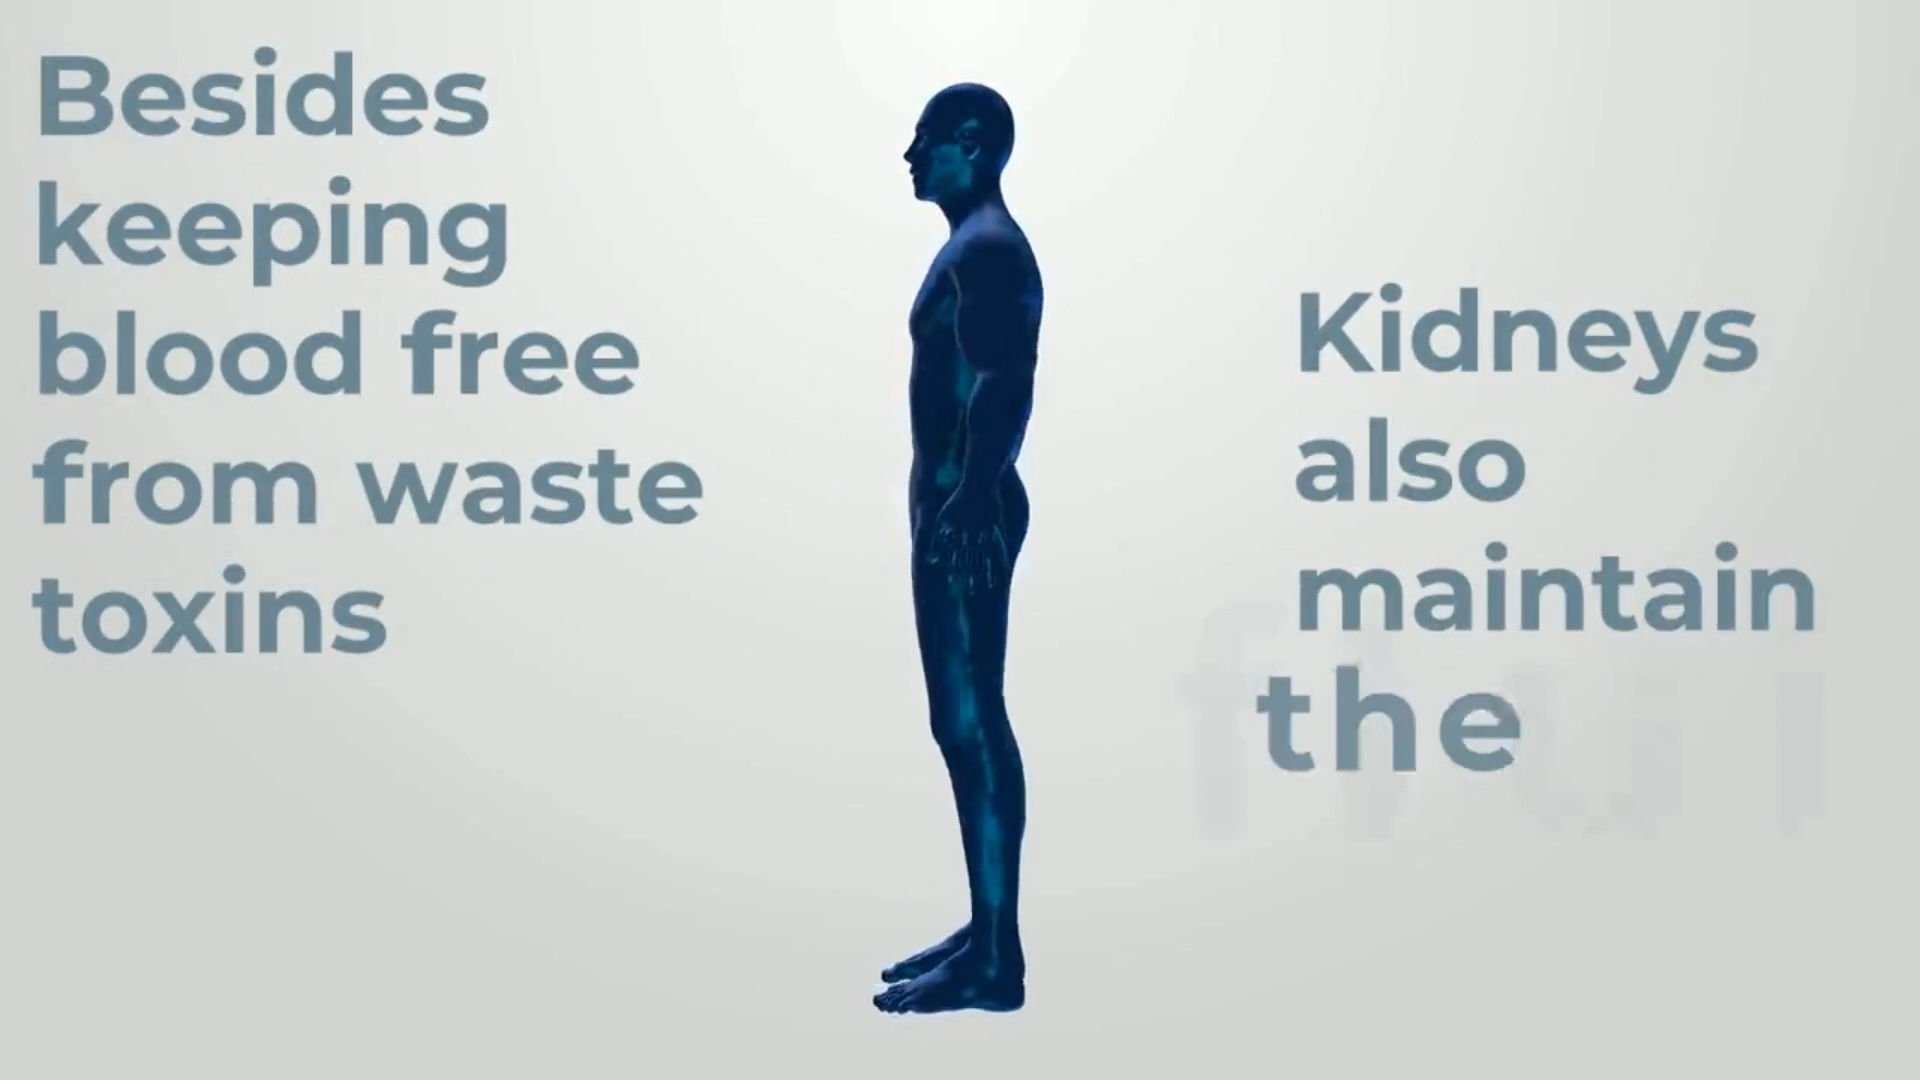 Besides
keeping
blood free
from waste
toxins
Kidneys
also
maintain
the